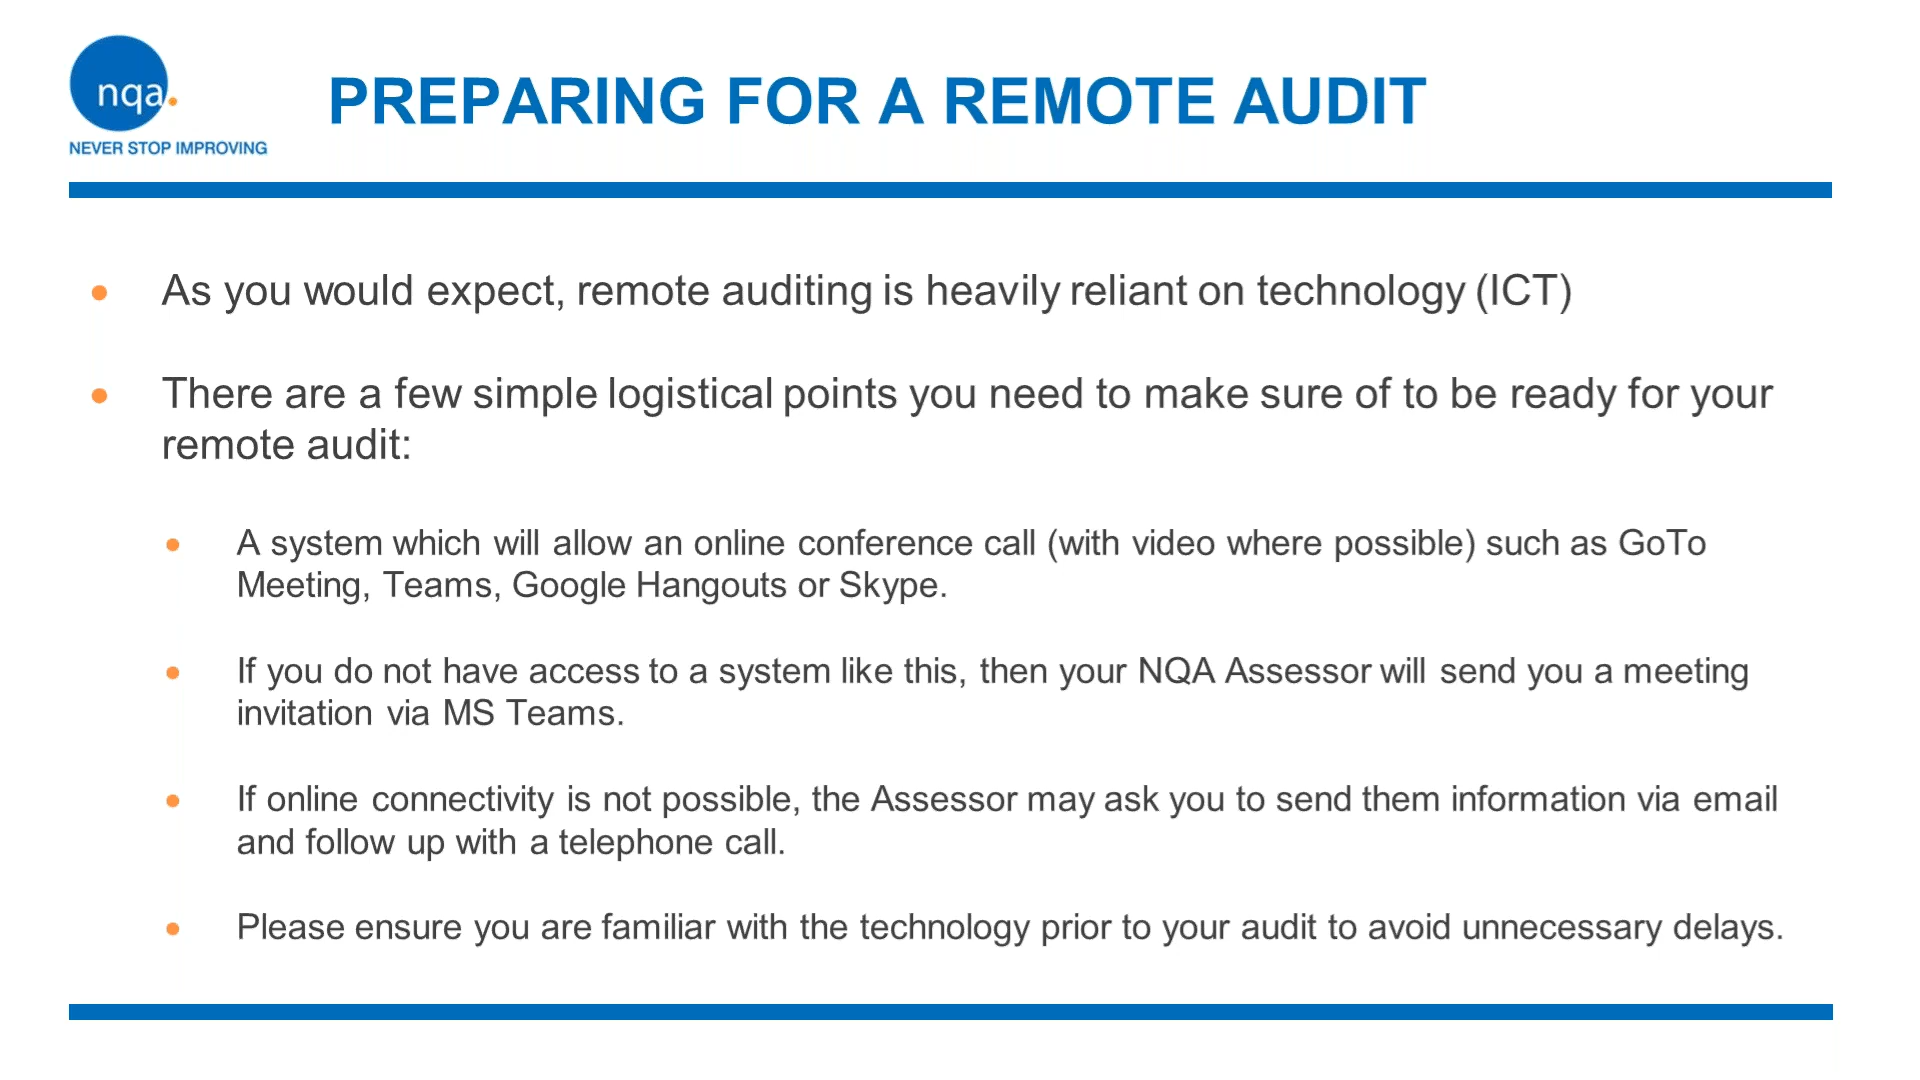 nqa.
NEVER STOP IMPROVING
PREPARING FOR A REMOTE AUDIT
As you would expect, remote auditing is heavily reliant on technology (ICT)
There are a few simple logistical points you need to make sure of to be ready for your
remote audit:
A system which will allow an online conference call (with video where possible) such as GoTo
Meeting, Teams, Google Hangouts or Skype.
If you do not have access to a system like this, then your NQA Assessor will send you a meeting
invitation via MS Teams.
If online connectivity is not possible, the Assessor may ask you to send them information via email
and follow up with a telephone call.
Please ensure you are familiar with the technology prior to your audit to avoid unnecessary delays.